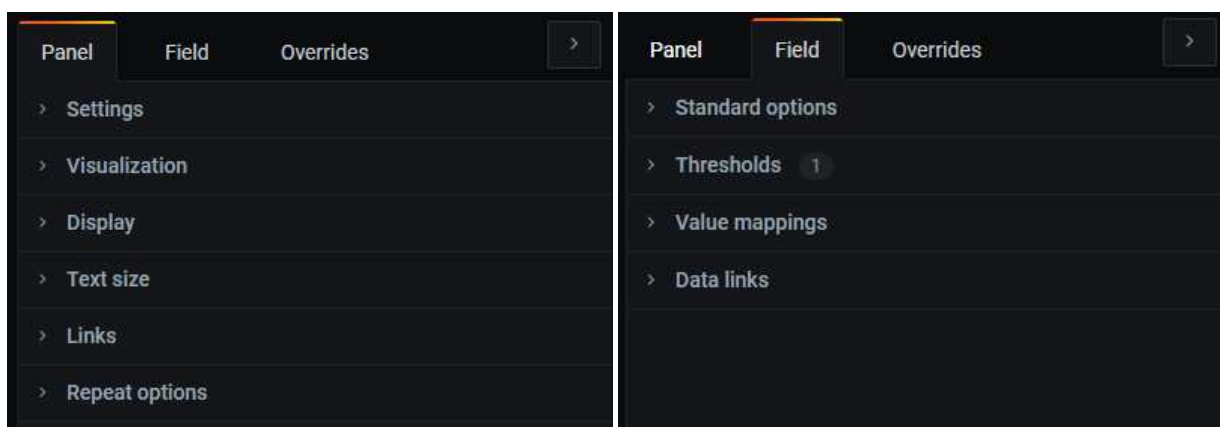 Panel Field Overrides
Settings
Visualization
Display
Text size
Links
Repeat options
Panel Field Overrides
Standard options
Thresholds 1
Value mappings
Data links